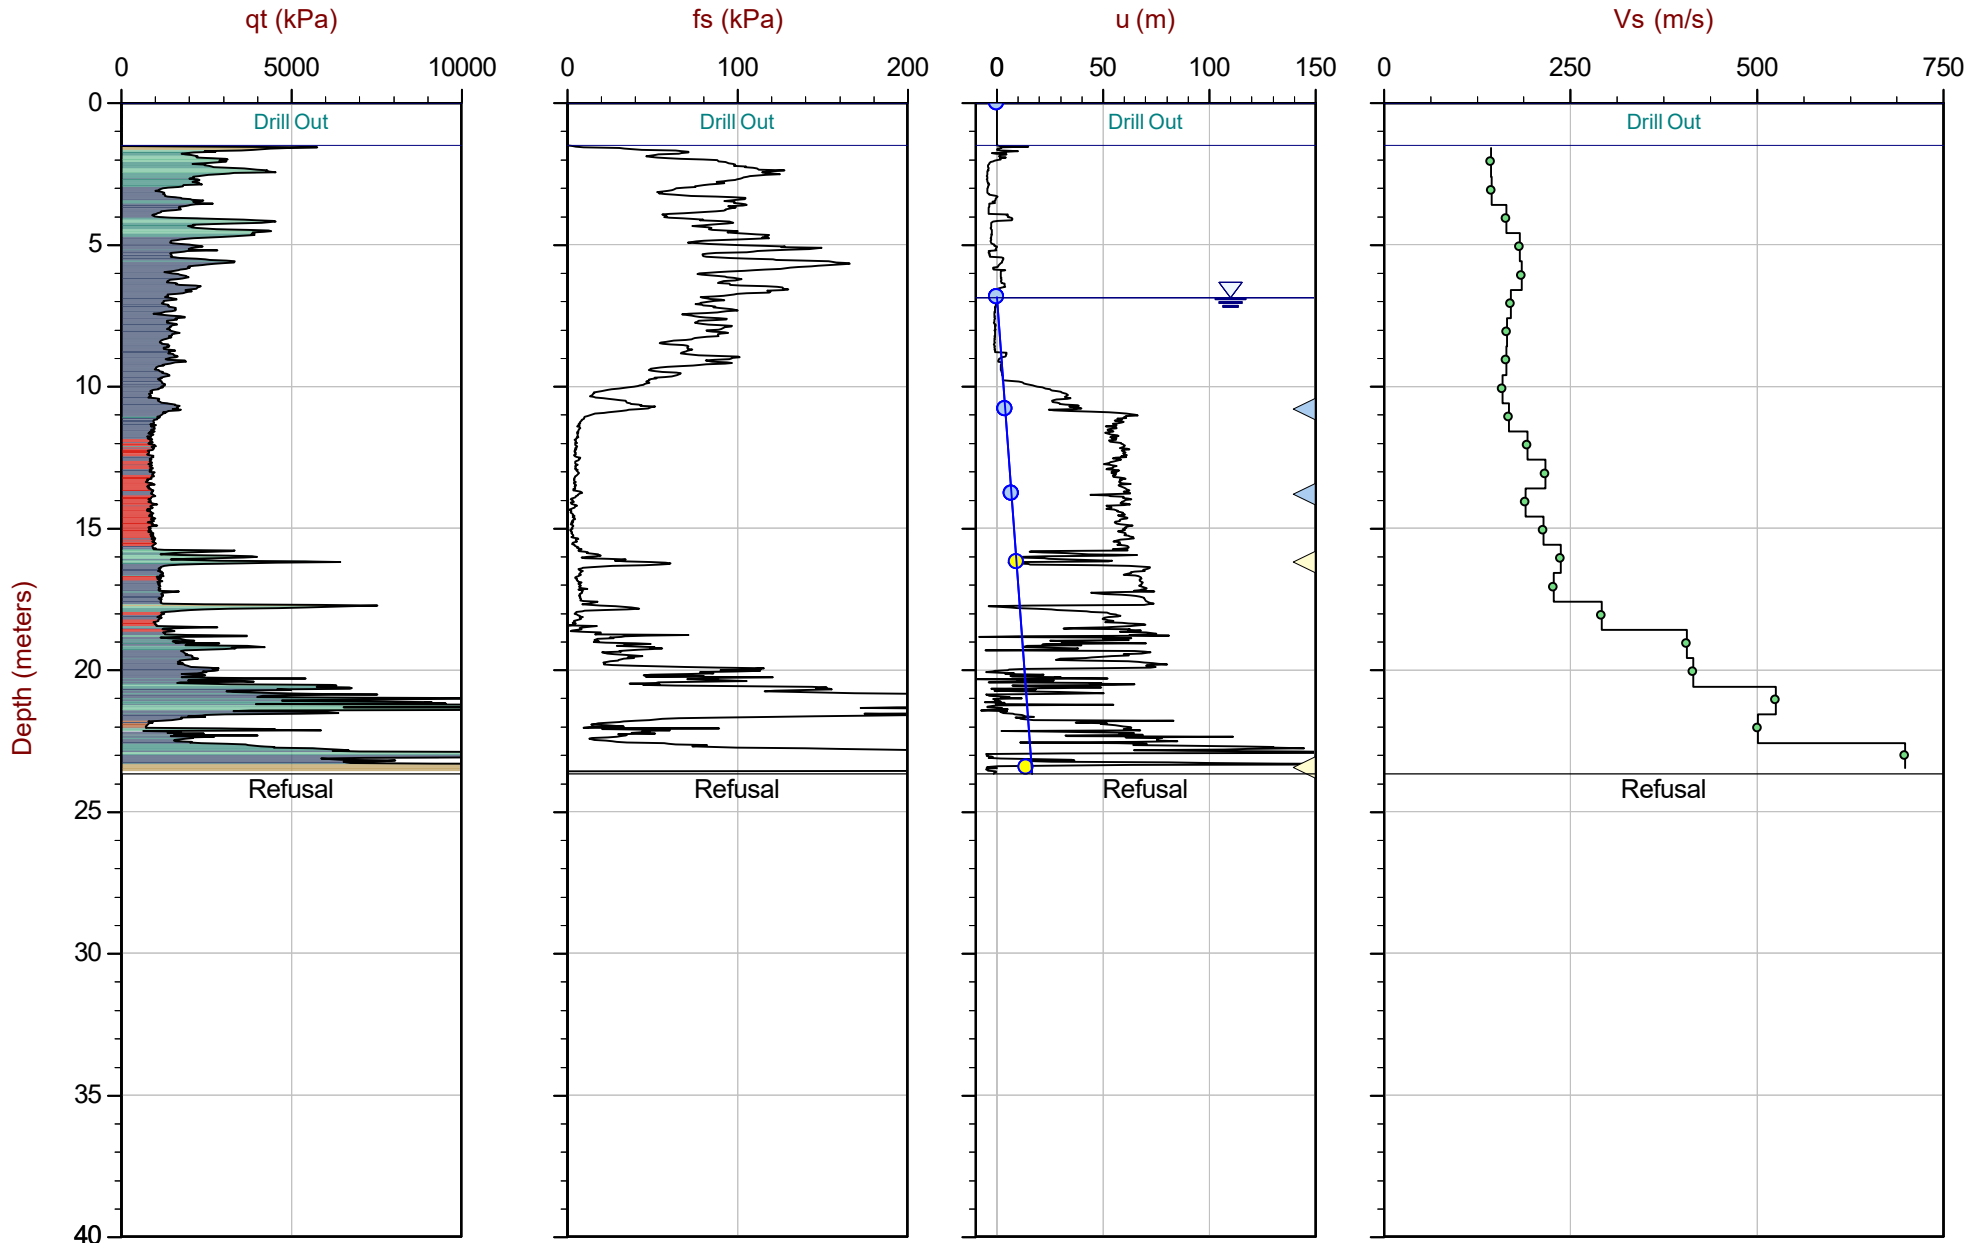 qt (kPa) fs (kPa) u (m) Vs (m/s)
0 5000 10000 0 100 200 0 50 100 150 0 250 500 750
0
Drill Out Drill Out Drill Out Drill Out
5
10
15
20
Refusal Refusal Refusal Refusal
25
30
35
40
Depth (meters)